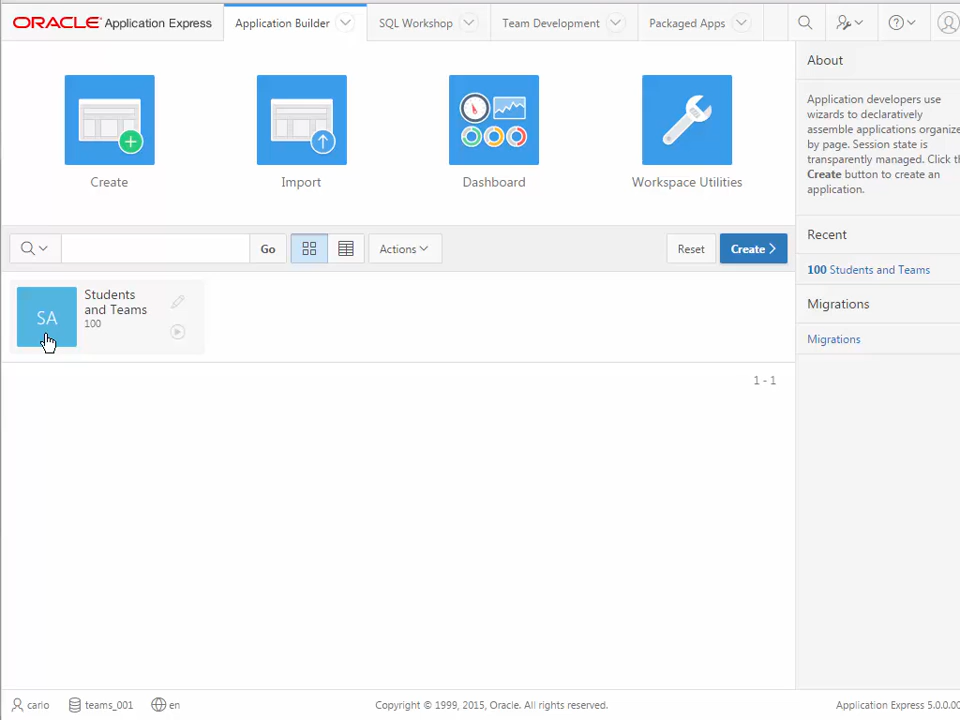 ORACLE Application Express
Application Builder
SQL Workshop
Team Development
Packaged Apps
Create
Import
Dashboard
Workspace Utilities
Go
Actions
Reset
Create
SA
Students
and Teams
100
1 - 1
About
Application developers use
wizards to declaratively
assemble applications organize
by page. Session state is
transparently managed. Click th
Create button to create an
application.
Recent
100 Students and Teams
Migrations
Migrations
cario
teams_001
en
Copyright © 1999, 2015, Oracle. All rights reserved.
Application Express 5.0.0.00